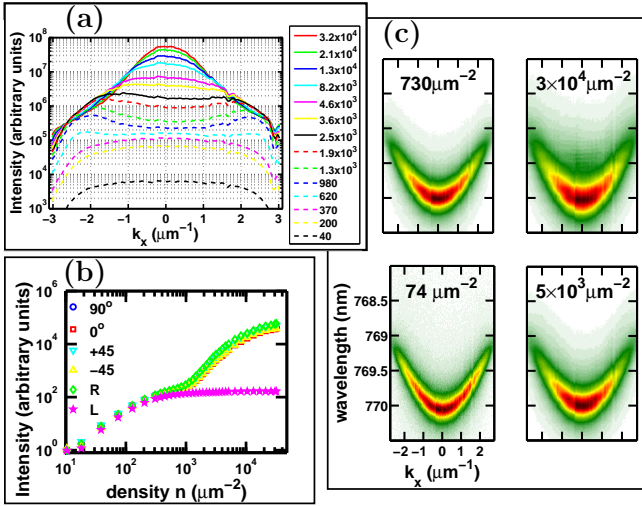 (a)
Intensity (arbitrary units)
10^8
10^7
10^6
10^5
10^4
10^3
−3 −2 −1 0 1 2 3
k_x (μm^−1)
3.2x10^4
2.1x10^4
1.3x10^4
8.2x10^3
4.6x10^3
3.6x10^3
2.5x10^3
1.9x10^3
1.3x10^3
980
620
370
200
40
(b)
Intensity (arbitrary units)
10^6
10^4
10^2
10^0
90°
0°
+45
−45
R
L
10^1 10^2 10^3 10^4
density n (μm^−2)
(c)
730μm^−2
3×10^4μm^−2
74 μm^−2
5×10^3μm^−2
wavelength (nm)
768.5
769
769.5
770
−2 −1 0 1 2
k_x (μm^−1)